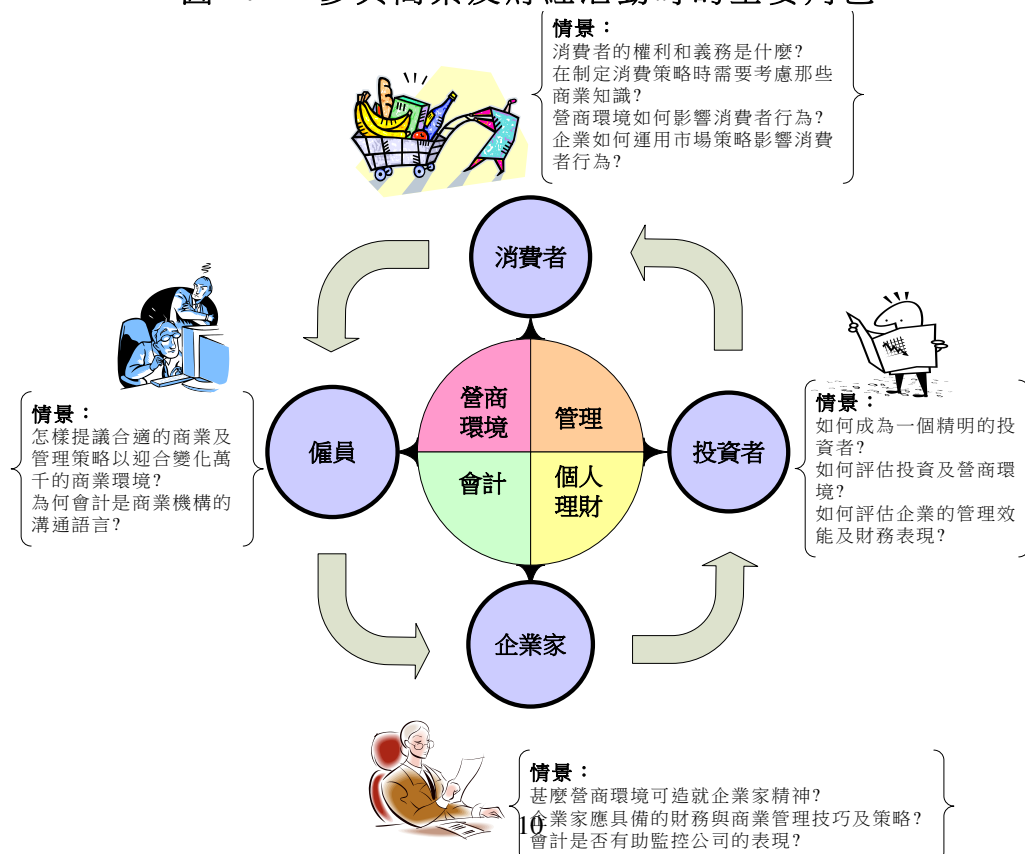 情景：
消費者的權利和義務是什麼?
在制定消費策略時需要考慮那些
商業知識?
營商環境如何影響消費者行為?
企業如何運用市場策略影響消費
者行為?
消費者
情景：
怎樣提議合適的商業及
管理策略以迎合變化萬
千的商業環境?
為何會計是商業機構的
溝通語言?
僱員
營商
環境
管理
會計
個人
理財
投資者
情景：
如何成為一個精明的投
資者?
如何評估投資及營商環
境?
如何評估企業的管理效
能及財務表現?
企業家
情景：
甚麼營商環境可造就企業家精神?
企業家應具備的財務與商業管理技巧及策略?
會計是否有助監控公司的表現?
10